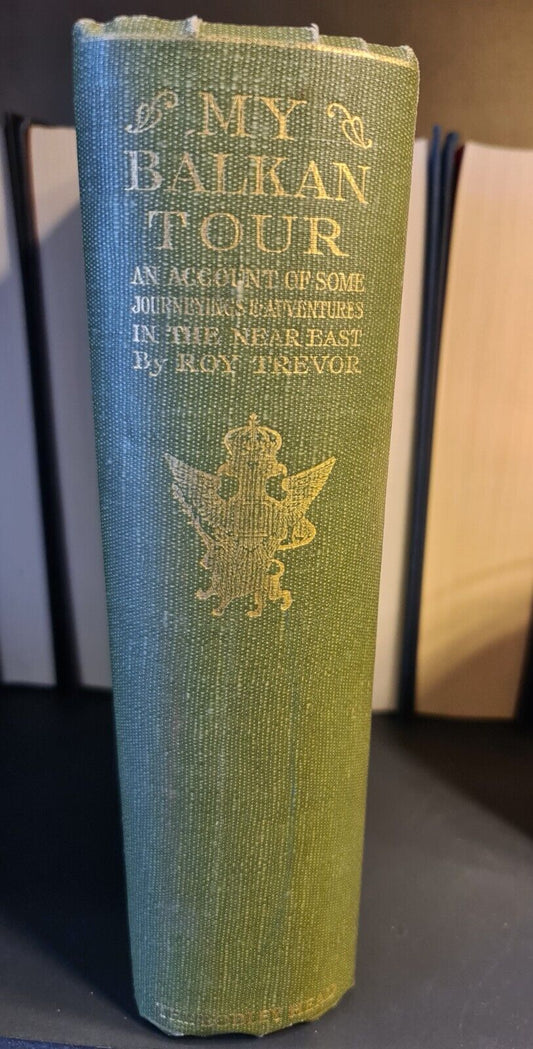 MY
BALKAN
TOUR
AN ACCOUNT OF SOME
JOURNEYINGS & ADVENTURES
IN THE NEAR EAST
By ROY TREVOR